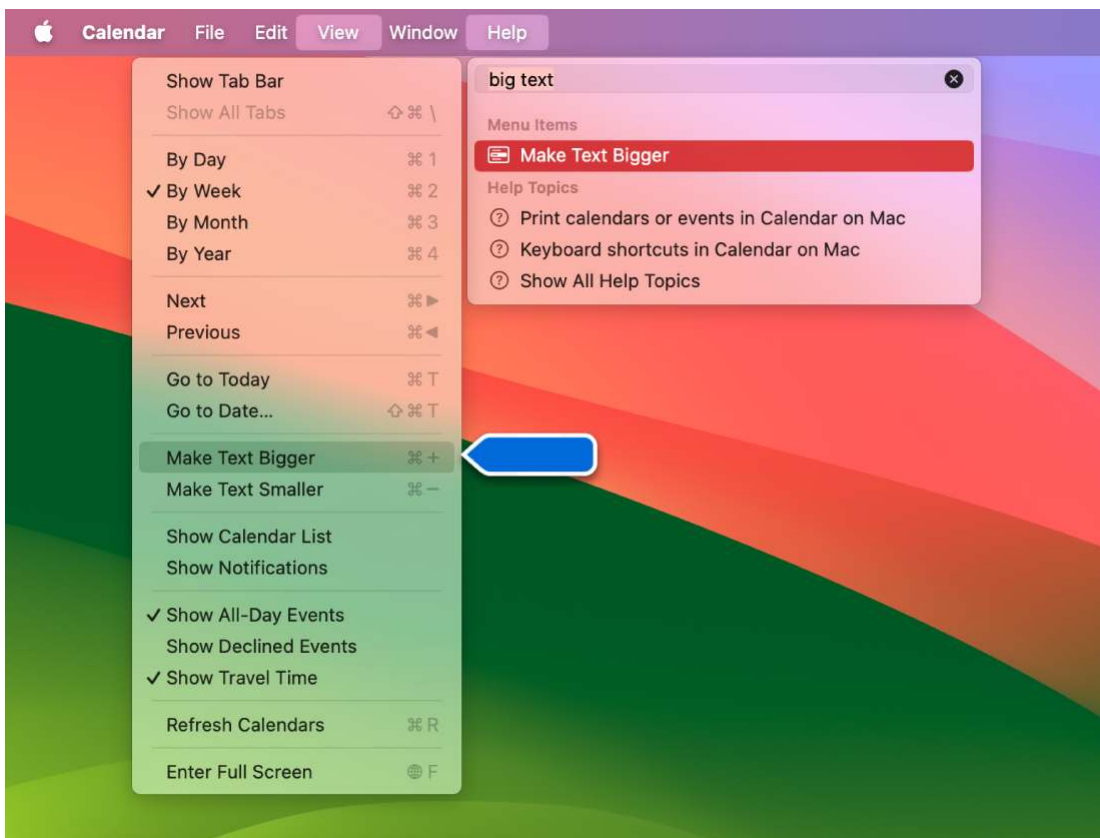 Calendar File Edit View Window Help
Show Tab Bar
Show All Tabs ⇧⌘\
By Day ⌘1
✓ By Week ⌘2
By Month ⌘3
By Year ⌘4
Next ⌘▶
Previous ⌘◀
Go to Today ⌘T
Go to Date... ⇧⌘T
Make Text Bigger ⌘+
Make Text Smaller ⌘−
Show Calendar List
Show Notifications
✓ Show All-Day Events
Show Declined Events
✓ Show Travel Time
Refresh Calendars ⌘R
Enter Full Screen 🌐F
big text
Menu Items
Make Text Bigger
Help Topics
Print calendars or events in Calendar on Mac
Keyboard shortcuts in Calendar on Mac
Show All Help Topics